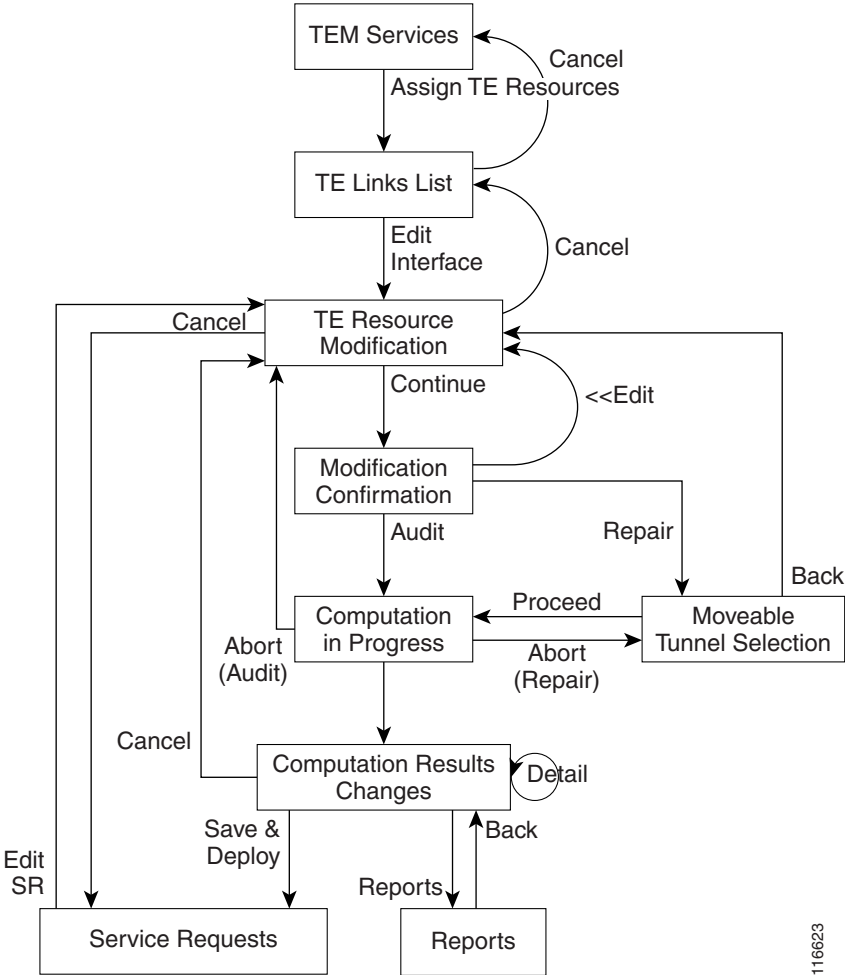 TEM Services
Cancel
Assign TE Resources
TE Links List
Edit
Interface
Cancel
Cancel
TE Resource
Modification
Continue
<<Edit
Modification
Confirmation
Audit
Repair
Back
Proceed
Computation
in Progress
Moveable
Tunnel Selection
Abort
(Audit)
Abort
(Repair)
Cancel
Computation Results
Changes
Detail
Save &
Deploy
Back
Edit
SR
Reports
Service Requests
Reports
116623